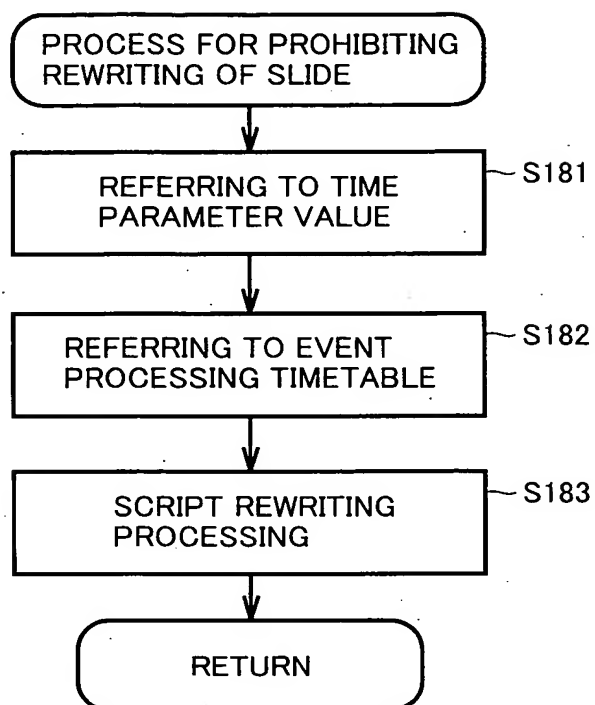 PROCESS FOR PROHIBITING
REWRITING OF SLIDE
REFERRING TO TIME
PARAMETER VALUE
S181
REFERRING TO EVENT
PROCESSING TIMETABLE
S182
SCRIPT REWRITING
PROCESSING
S183
RETURN